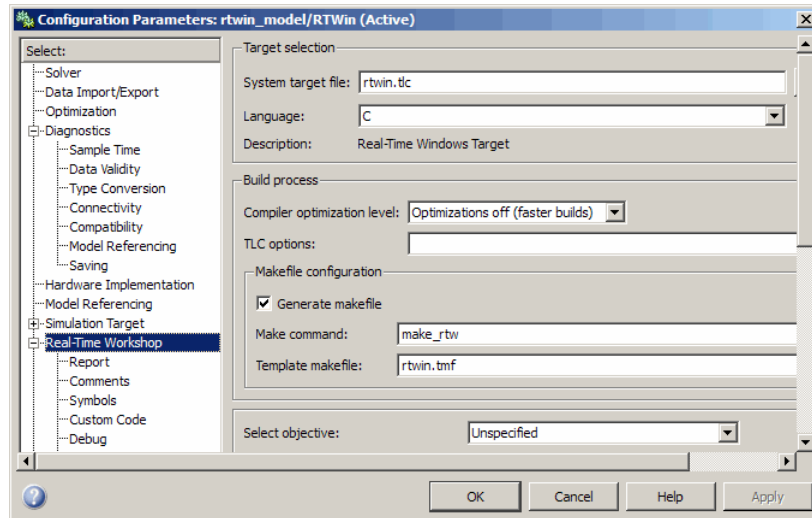 Configuration Parameters: rtwin_model/RTWin (Active)
Select:
Solver
Data Import/Export
Optimization
Diagnostics
Sample Time
Data Validity
Type Conversion
Connectivity
Compatibility
Model Referencing
Saving
Hardware Implementation
Model Referencing
Simulation Target
Real-Time Workshop
Report
Comments
Symbols
Custom Code
Debug
Target selection
System target file: rtwin.tlc
Language: C
Description: Real-Time Windows Target
Build process
Compiler optimization level: Optimizations off (faster builds)
TLC options:
Makefile configuration
Generate makefile
Make command: make_rtw
Template makefile: rtwin.tmf
Select objective: Unspecified
OK Cancel Help Apply